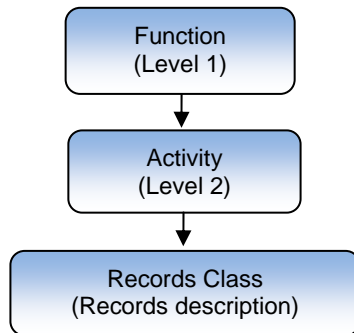 Function
(Level 1)
Activity
(Level 2)
Records Class
(Records description)